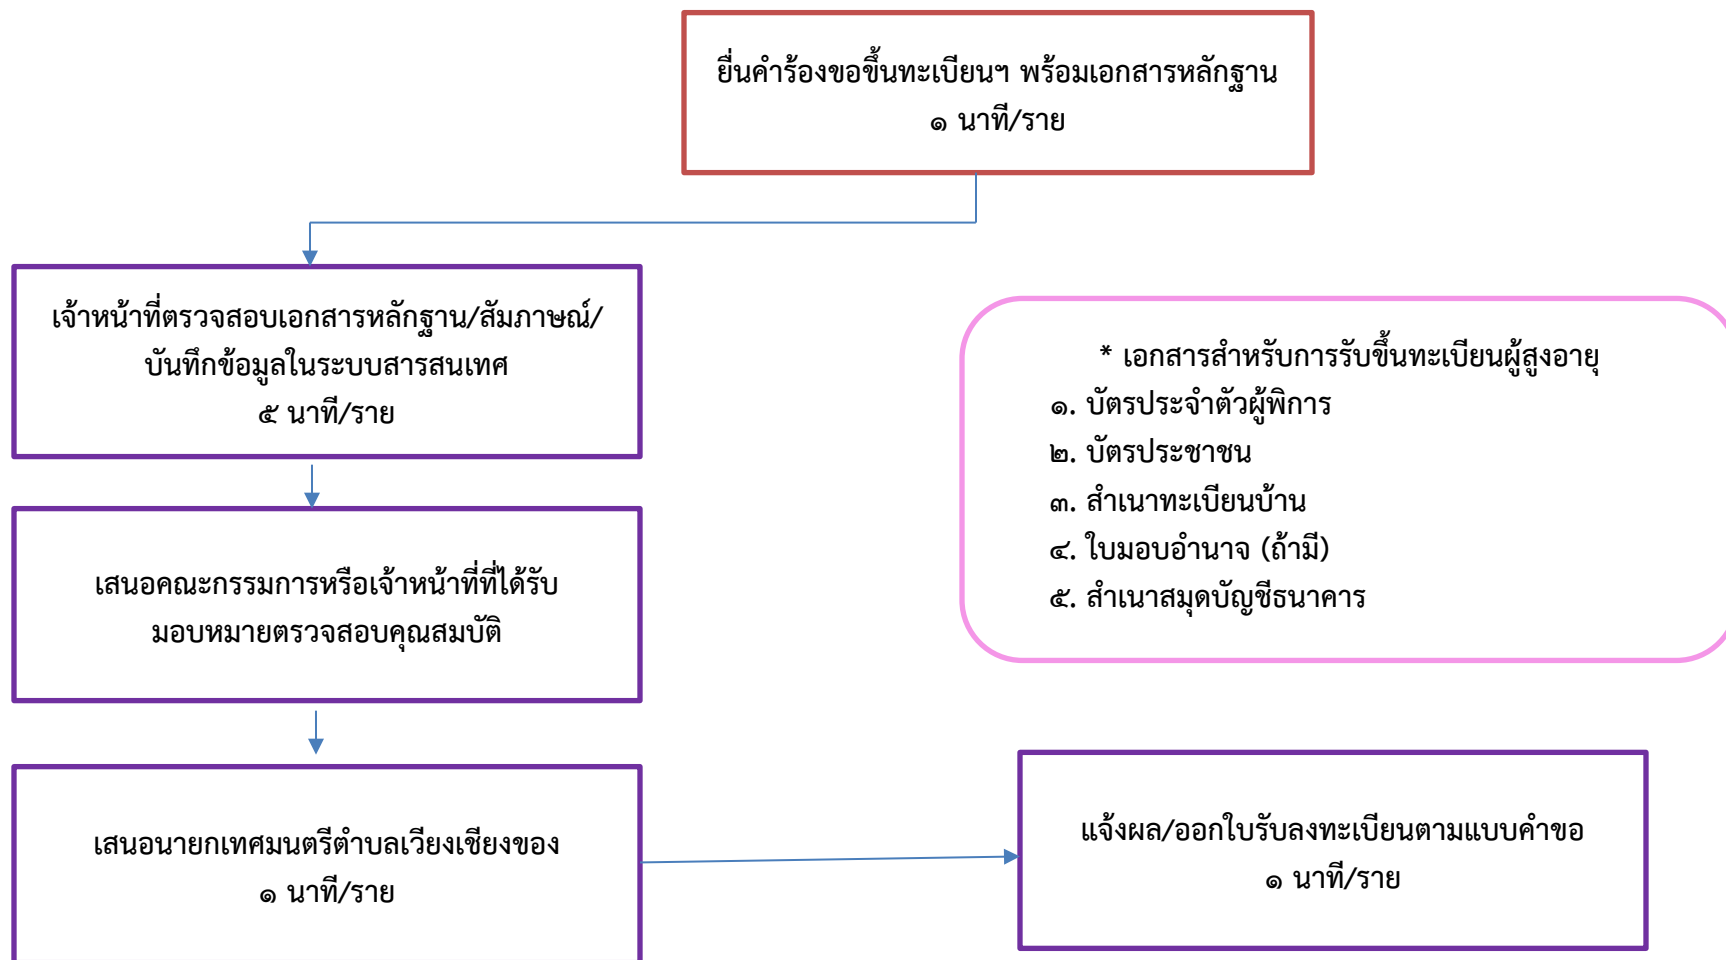 ยื่นคำร้องขอขึ้นทะเบียนฯ พร้อมเอกสารหลักฐาน
๑ นาที/ราย
เจ้าหน้าที่ตรวจสอบเอกสารหลักฐาน/สัมภาษณ์/
บันทึกข้อมูลในระบบสารสนเทศ
๕ นาที/ราย
* เอกสารสำหรับการรับขึ้นทะเบียนผู้สูงอายุ
๑. บัตรประจำตัวผู้พิการ
๒. บัตรประชาชน
๓. สำเนาทะเบียนบ้าน
๔. ใบมอบอำนาจ (ถ้ามี)
๕. สำเนาสมุดบัญชีธนาคาร
เสนอคณะกรรมการหรือเจ้าหน้าที่ที่ได้รับ
มอบหมายตรวจสอบคุณสมบัติ
เสนอนายกเทศมนตรีตำบลเวียงเชียงของ
๑ นาที/ราย
แจ้งผล/ออกใบรับลงทะเบียนตามแบบคำขอ
๑ นาที/ราย